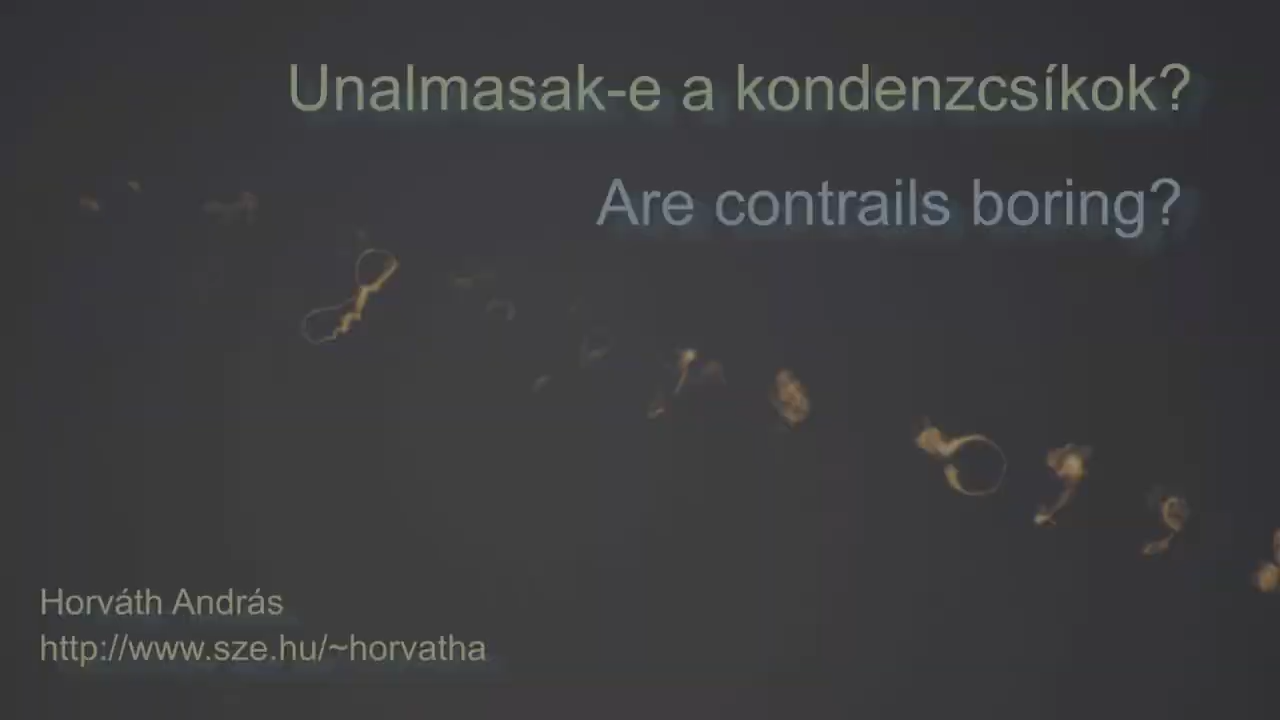 Unalmasak-e a kondenzcsíkok?
Are contrails boring?
Horváth András
http://www.sze.hu/~horvatha